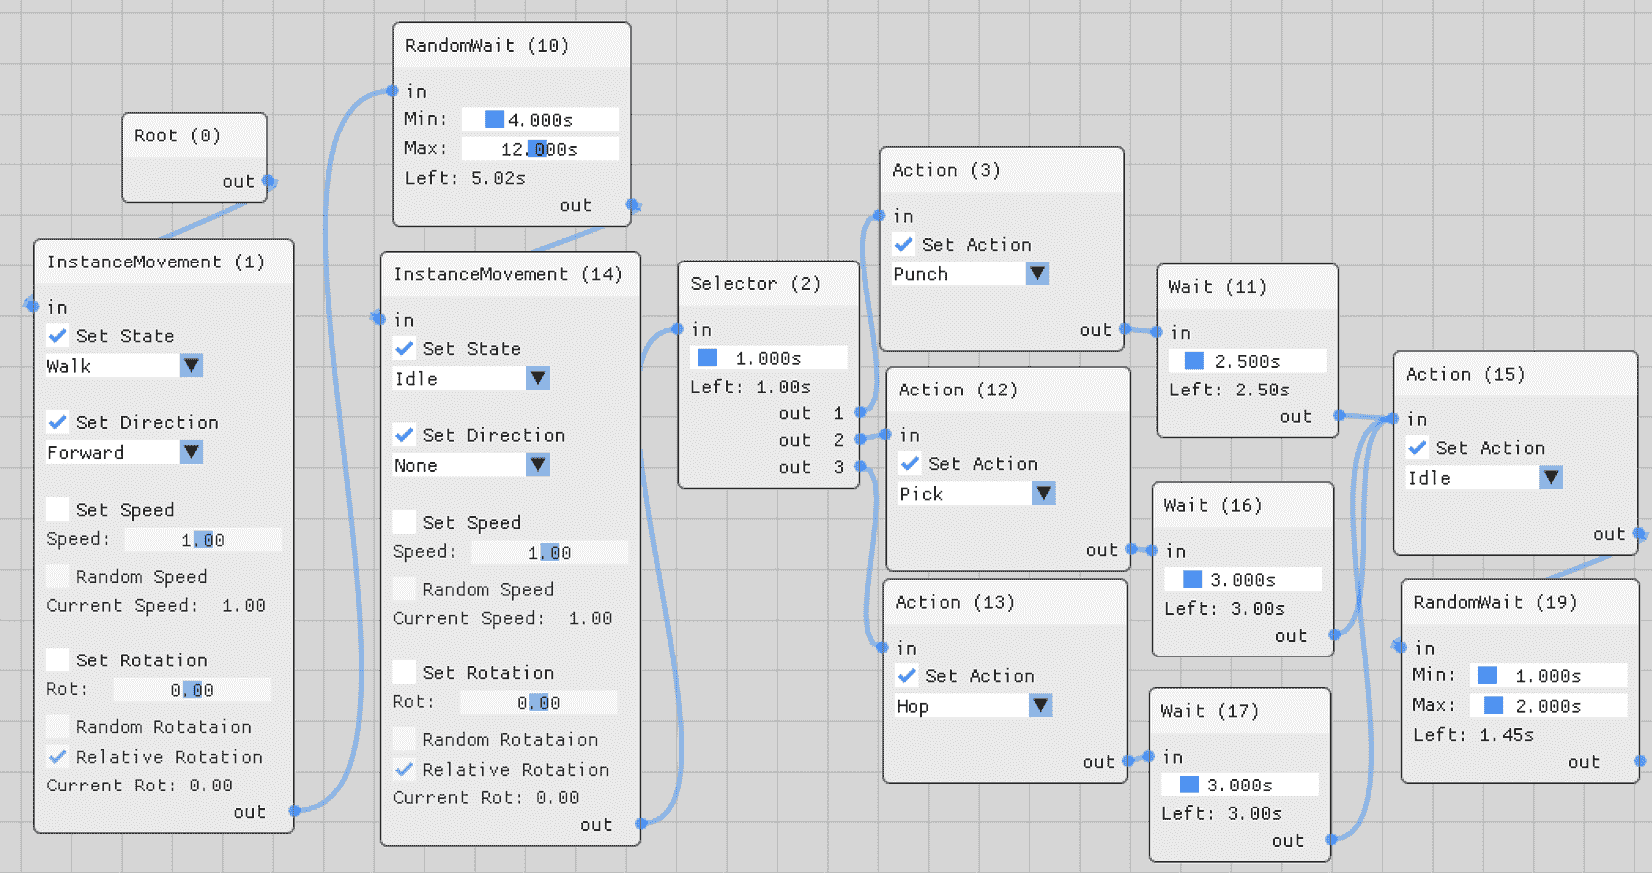 Root (0)
out
InstanceMovement (1)
in
Set State
Walk
Set Direction
Forward
Set Speed
Speed: 1.00
Random Speed
Current Speed: 1.00
Set Rotation
Rot: 0.00
Random Rotataion
Relative Rotation
Current Rot: 0.00
out
RandomWait (10)
in
Min: 4.000s
Max: 12.000s
Left: 5.02s
out
InstanceMovement (14)
in
Set State
Idle
Set Direction
None
Set Speed
Speed: 1.00
Random Speed
Current Speed: 1.00
Set Rotation
Rot: 0.00
Random Rotataion
Relative Rotation
Current Rot: 0.00
out
Selector (2)
in
1.000s
Left: 1.00s
out 1
out 2
out 3
Action (3)
in
Set Action
Punch
out
Action (12)
in
Set Action
Pick
out
Action (13)
in
Set Action
Hop
out
Wait (11)
in
2.500s
Left: 2.50s
out
Wait (16)
in
3.000s
Left: 3.00s
out
Wait (17)
in
3.000s
Left: 3.00s
out
Action (15)
in
Set Action
Idle
out
RandomWait (19)
in
Min: 1.000s
Max: 2.000s
Left: 1.45s
out